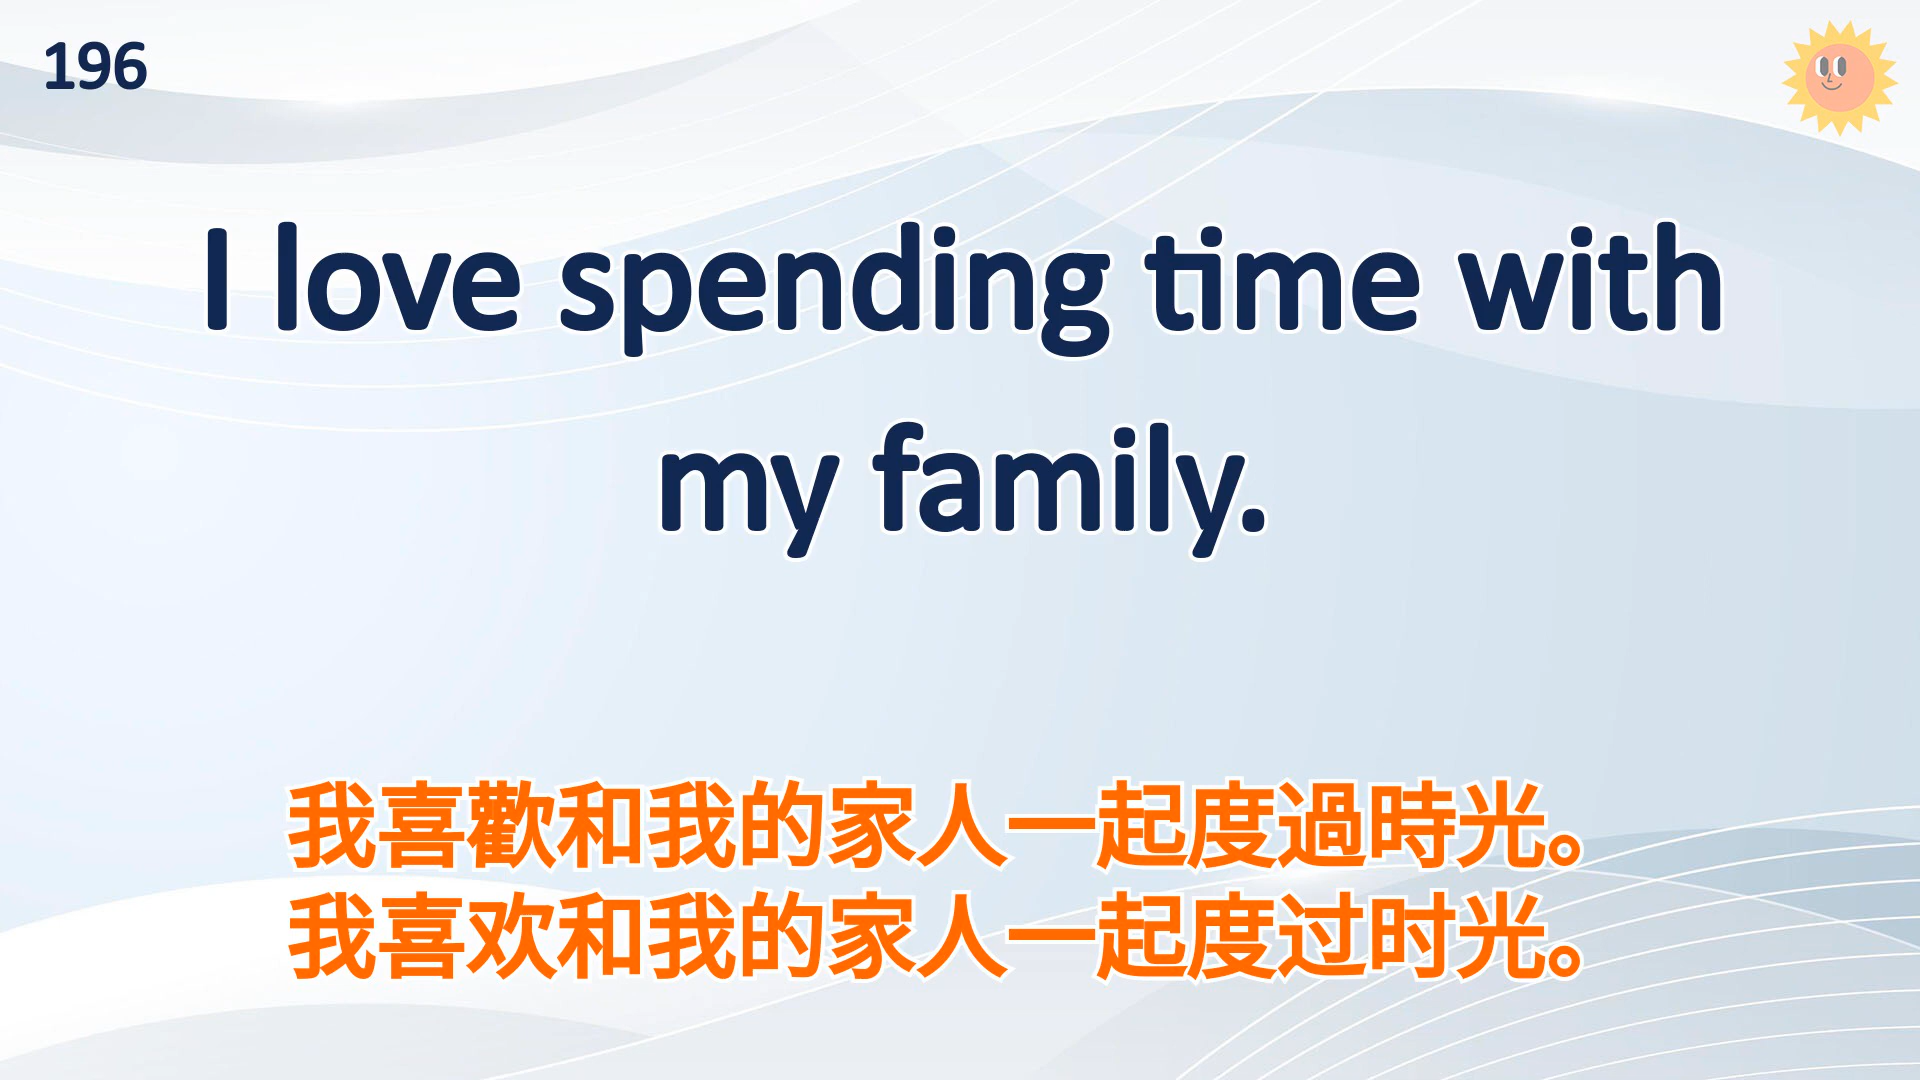 196
I love spending time with
my family.
我喜歡和我的家人一起度過時光。
我喜欢和我的家人一起度过时光。